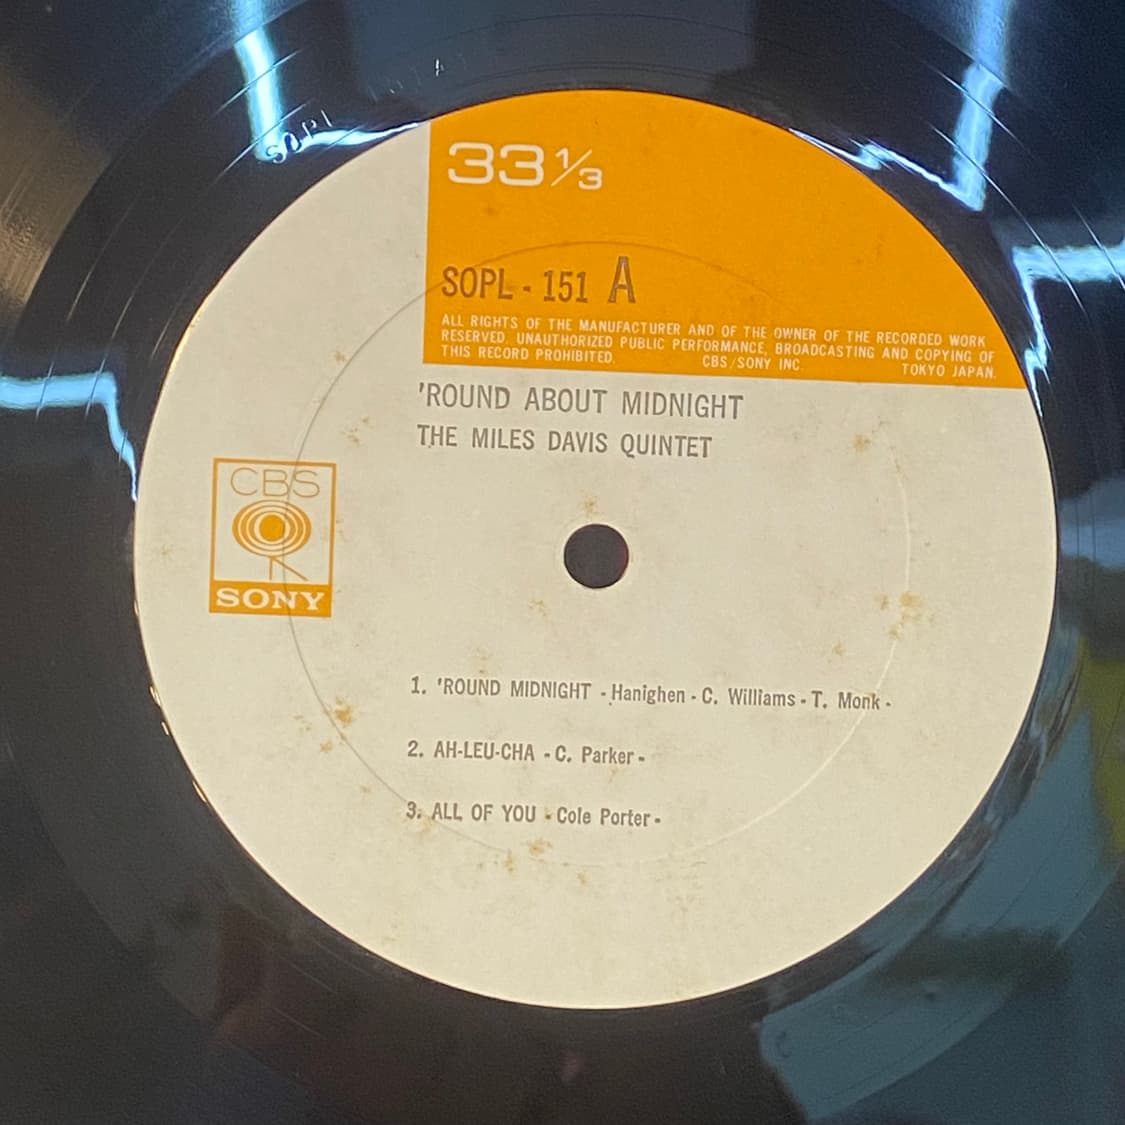 SOPL
A
33 1/3
SOPL - 151 A
ALL RIGHTS OF THE MANUFACTURER AND OF THE OWNER OF THE RECORDED WORK
RESERVED. UNAUTHORIZED PUBLIC PERFORMANCE, BROADCASTING AND COPYING OF
THIS RECORD PROHIBITED. CBS/SONY INC. TOKYO JAPAN.
'ROUND ABOUT MIDNIGHT
THE MILES DAVIS QUINTET
CBS
SONY
1. 'ROUND MIDNIGHT - Hanighen - C. Williams - T. Monk -
2. AH-LEU-CHA - C. Parker -
3. ALL OF YOU - Cole Porter -